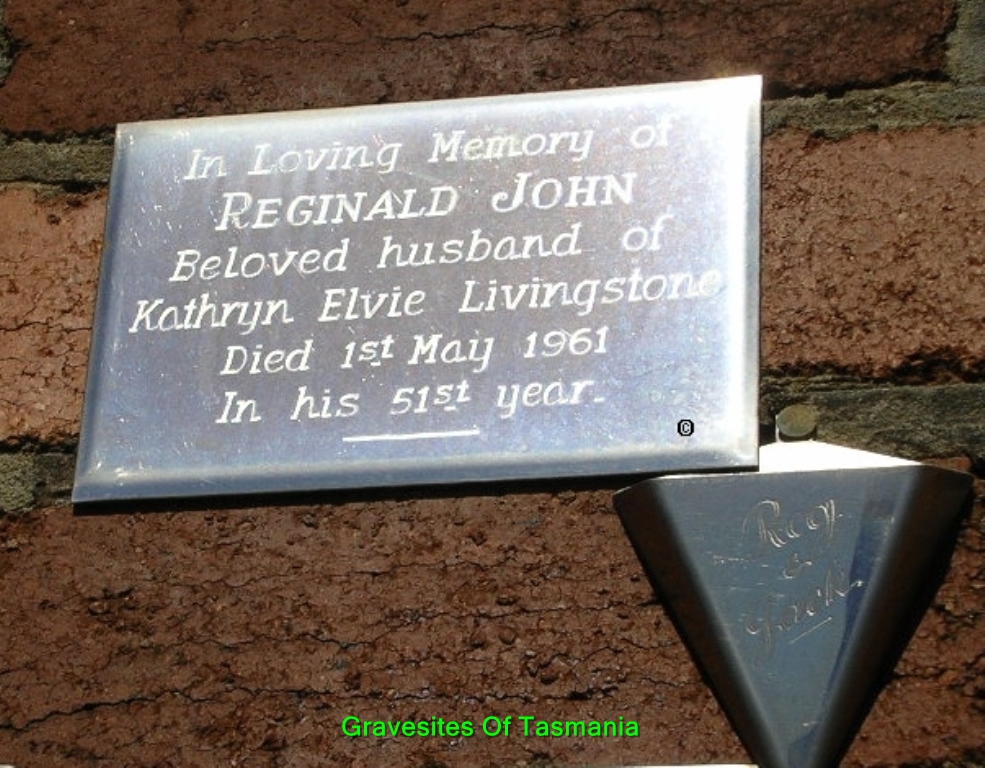 In Loving Memory of
REGINALD JOHN
Beloved husband of
Kathryn Elvie Livingstone
Died 1st May 1961
In his 51st year.
©
Reg
&
Jack
Gravesites Of Tasmania